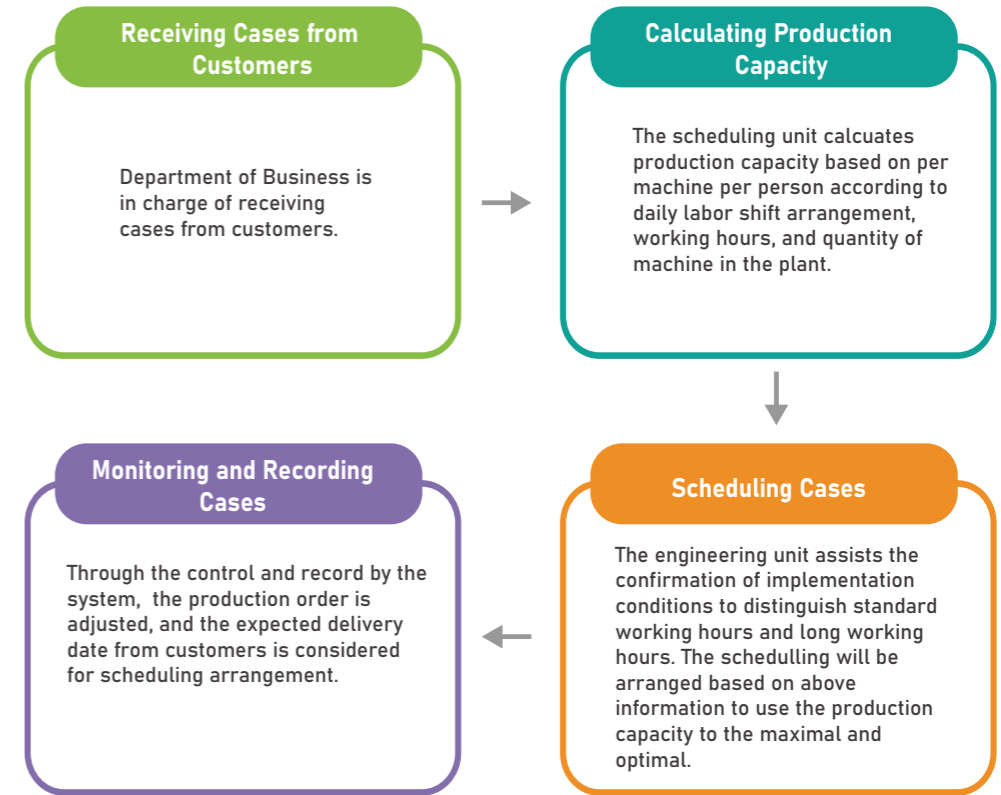 Receiving Cases from
Customers
Department of Business is
in charge of receiving
cases from customers.
Calculating Production
Capacity
The scheduling unit calcuates
production capacity based on per
machine per person according to
daily labor shift arrangement,
working hours, and quantity of
machine in the plant.
Scheduling Cases
The engineering unit assists the
confirmation of implementation
conditions to distinguish standard
working hours and long working
hours. The schedulling will be
arranged based on above
information to use the production
capacity to the maximal and
optimal.
Monitoring and Recording
Cases
Through the control and record by the
system,  the production order is
adjusted, and the expected delivery
date from customers is considered
for scheduling arrangement.